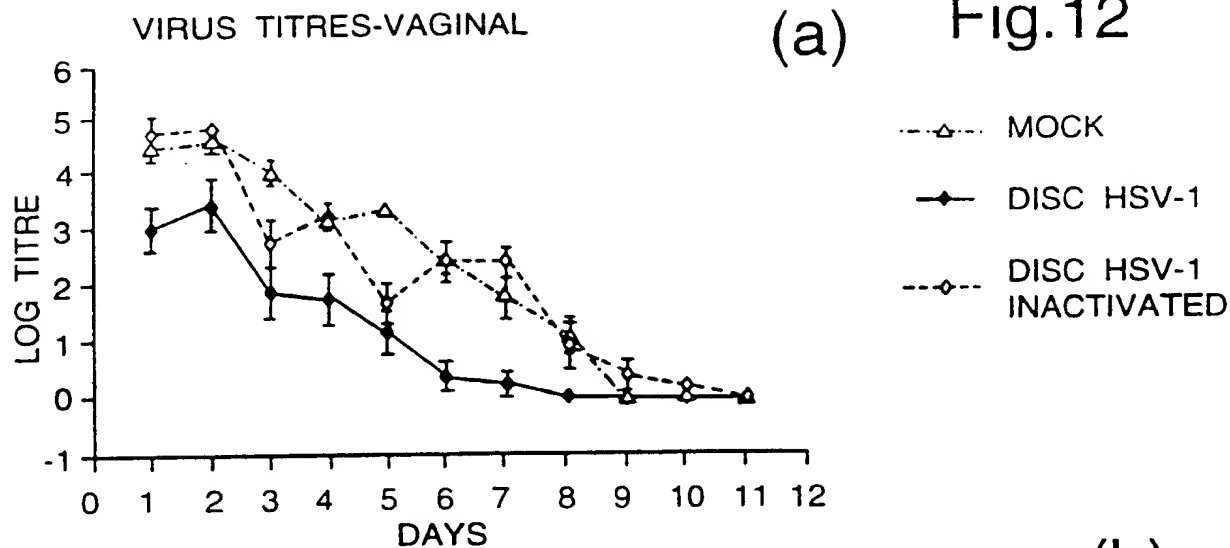 VIRUS TITRES-VAGINAL
(a)
Fig.12
6
5
4
3
2
1
0
-1
LOG TITRE
0 1 2 3 4 5 6 7 8 9 10 11 12
DAYS
MOCK
DISC HSV-1
DISC HSV-1
INACTIVATED